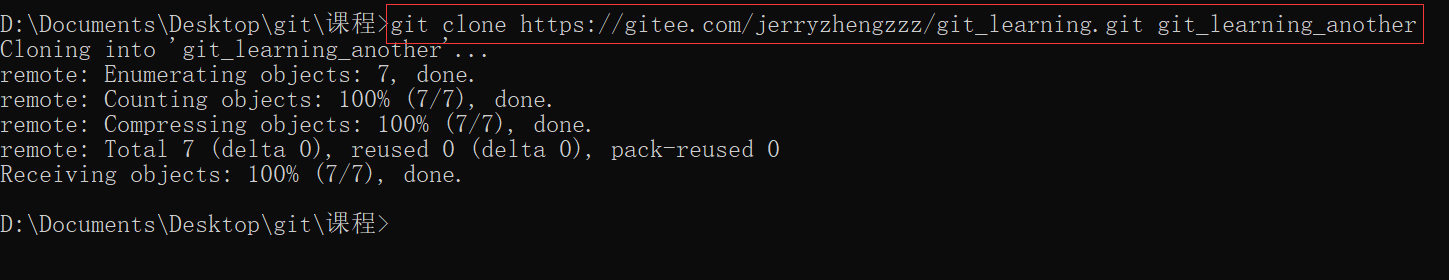 D:\Documents\Desktop\git\课程>git clone https://gitee.com/jerryzhengzzz/git_learning.git git_learning_another
Cloning into 'git_learning_another'...
remote: Enumerating objects: 7, done.
remote: Counting objects: 100% (7/7), done.
remote: Compressing objects: 100% (7/7), done.
remote: Total 7 (delta 0), reused 0 (delta 0), pack-reused 0
Receiving objects: 100% (7/7), done.
D:\Documents\Desktop\git\课程>